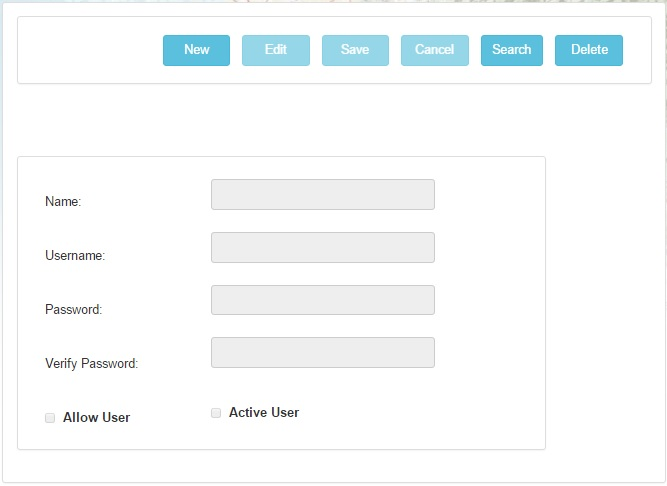 New Edit Save Cancel Search Delete
Name:
Username:
Password:
Verify Password:
Allow User Active User